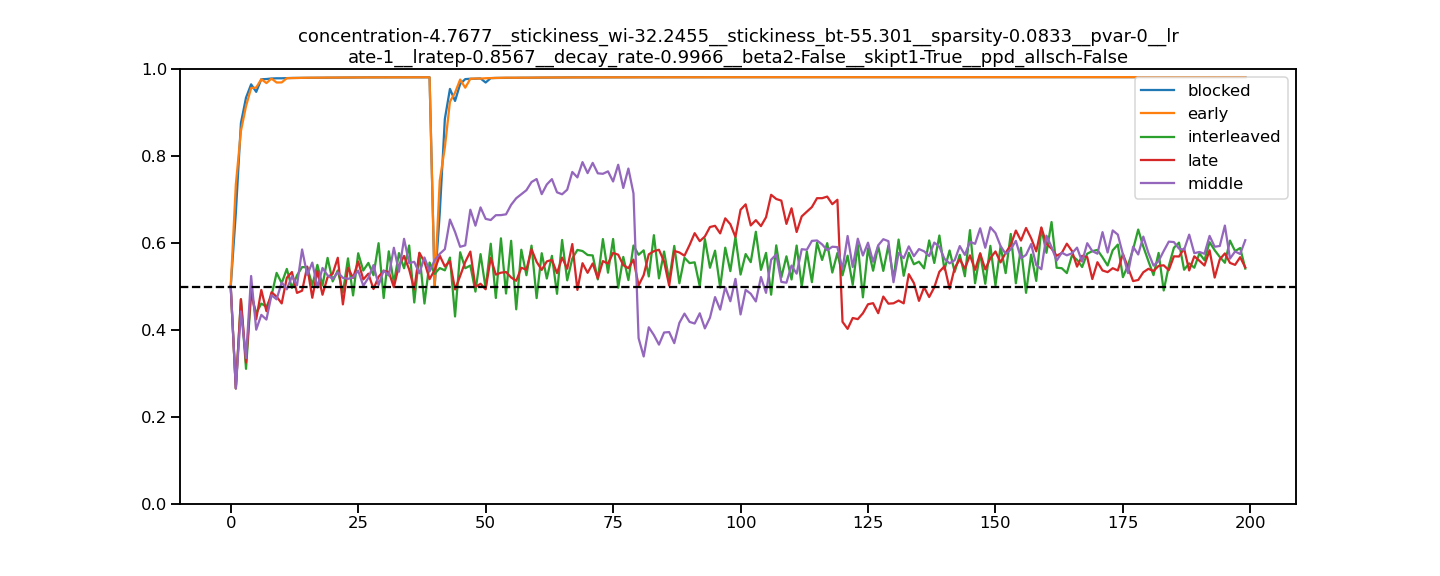 concentration-4.7677__stickiness_wi-32.2455__stickiness_bt-55.301__sparsity-0.0833__pvar-0__lr
ate-1__lratep-0.8567__decay_rate-0.9966__beta2-False__skipt1-True__ppd_allsch-False
1.0
0.8
0.6
0.4
0.2
0.0
blocked
early
interleaved
late
middle
0 25 50 75 100 125 150 175 200